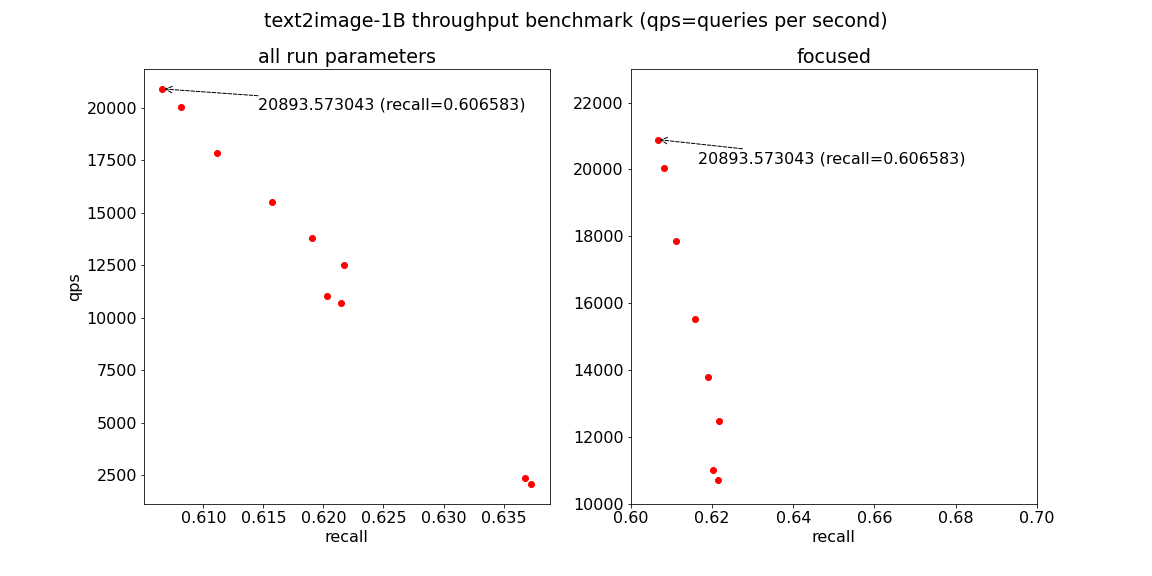 text2image-1B throughput benchmark (qps=queries per second)
all run parameters
20000
17500
15000
12500
10000
7500
5000
2500
qps
20893.573043 (recall=0.606583)
0.610 0.615 0.620 0.625 0.630 0.635
recall
focused
22000
20000
18000
16000
14000
12000
10000
20893.573043 (recall=0.606583)
0.60 0.62 0.64 0.66 0.68 0.70
recall